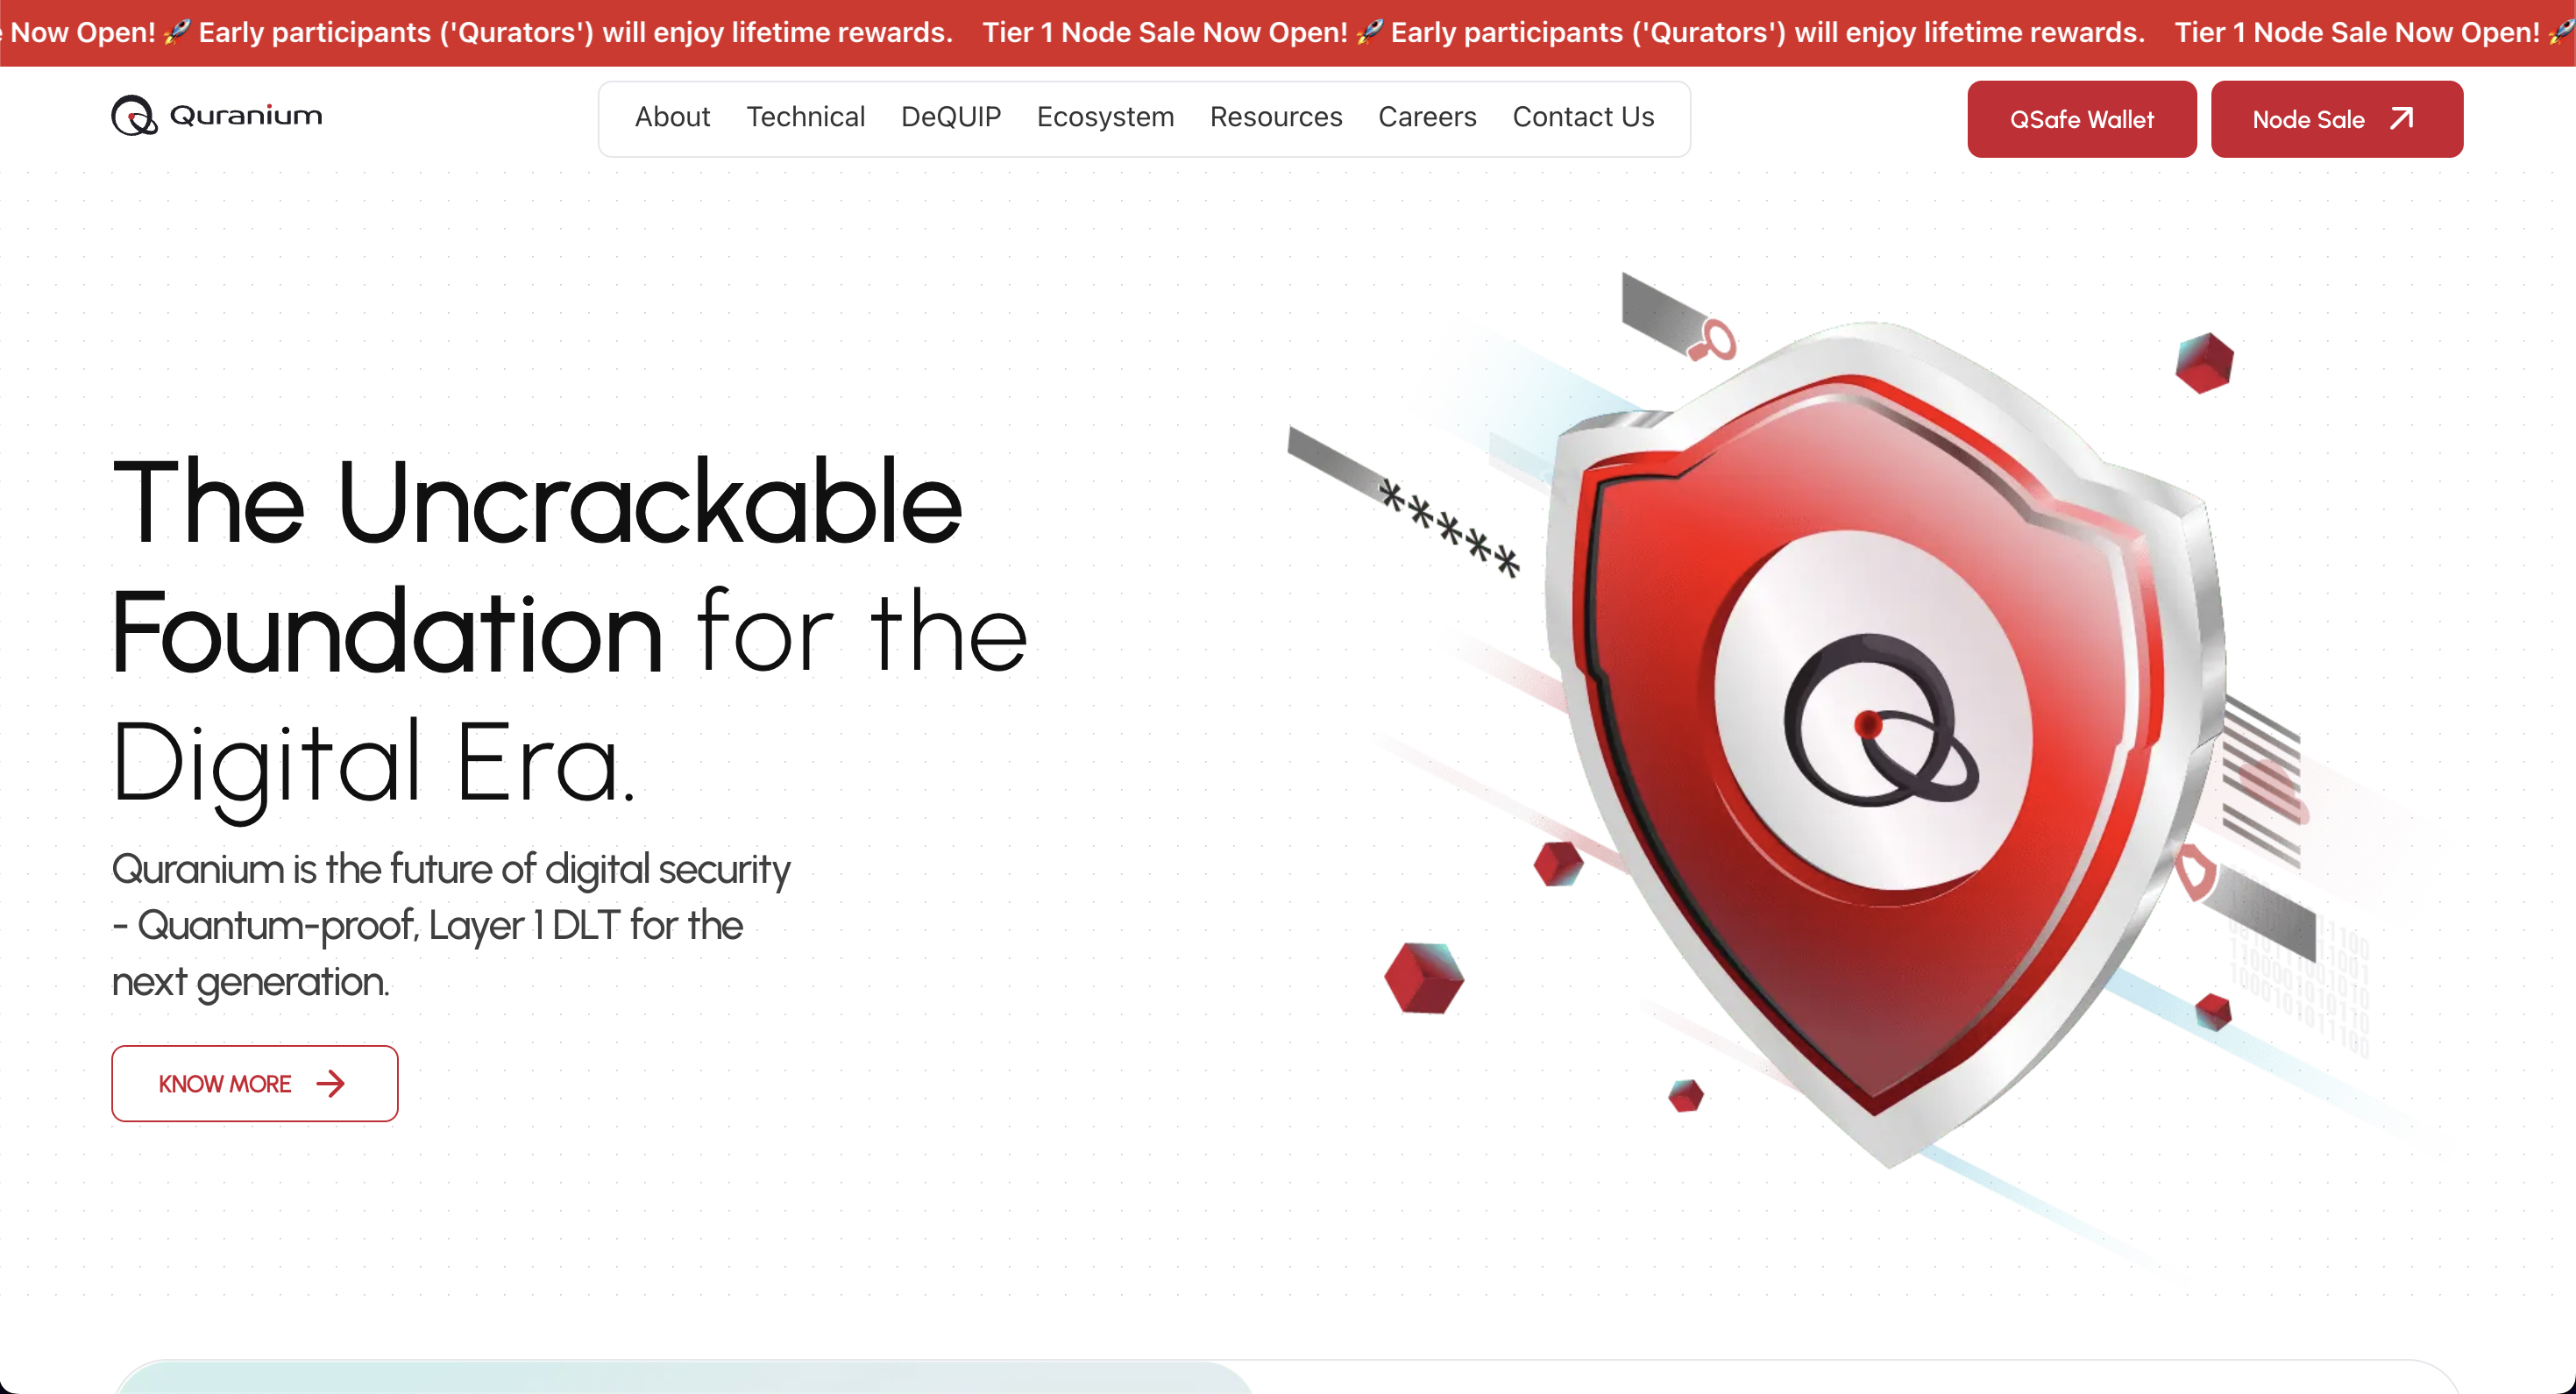 Now Open! 🚀 Early participants ('Qurators') will enjoy lifetime rewards. Tier 1 Node Sale Now Open! 🚀 Early participants ('Qurators') will enjoy lifetime rewards. Tier 1 Node Sale Now Open! 🚀
Quranium
About Technical DeQUIP Ecosystem Resources Careers Contact Us
QSafe Wallet
Node Sale
The Uncrackable
Foundation for the
Digital Era.
*****
Quranium is the future of digital security
- Quantum-proof, Layer 1 DLT for the
next generation.
KNOW MORE